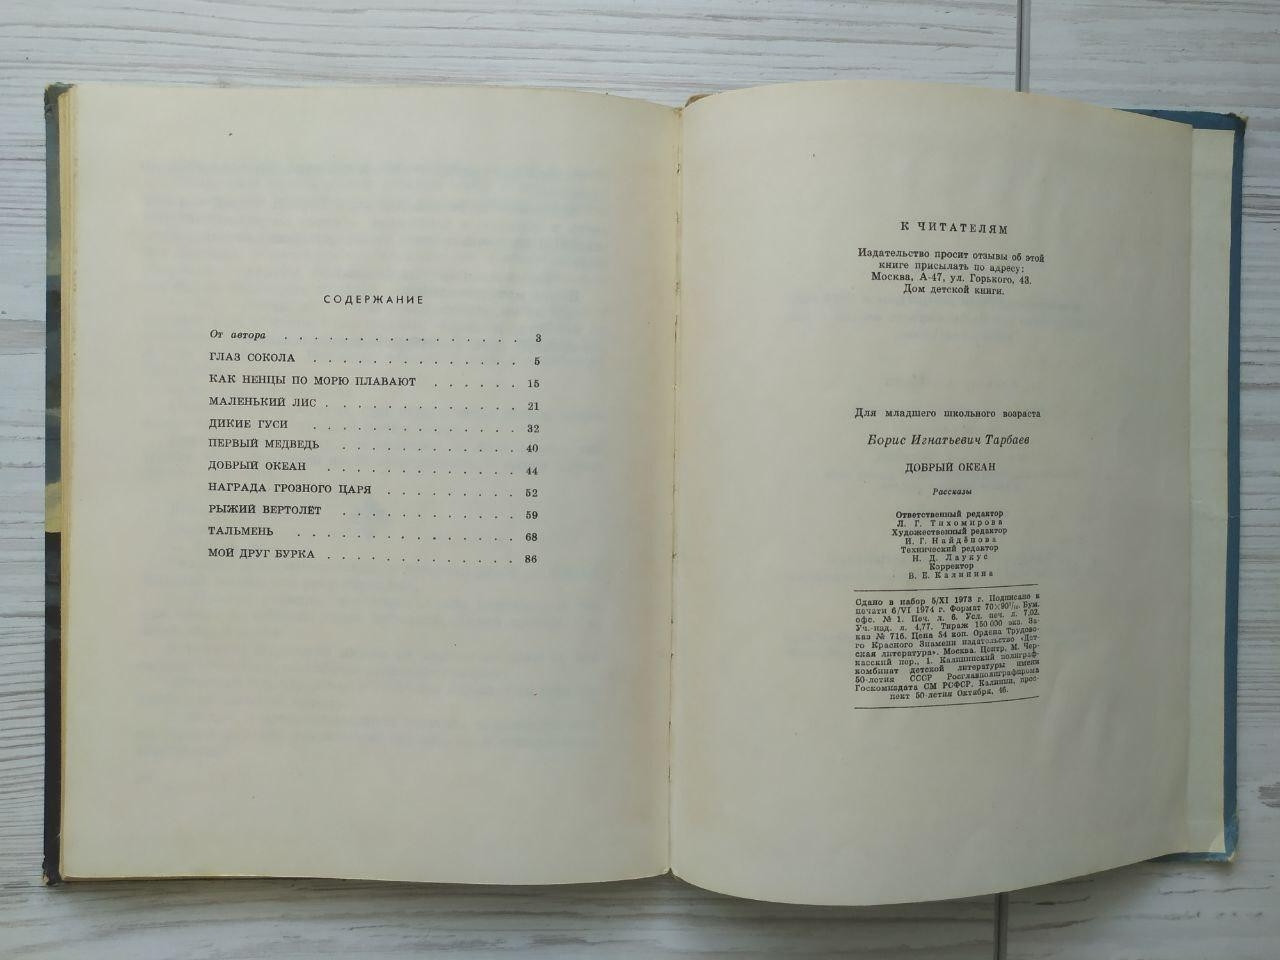 СОДЕРЖАНИЕ
От автора . . . . . . . . . . . . . . . . 3
ГЛАЗ СОКОЛА . . . . . . . . . . . . . . 5
КАК НЕНЦЫ ПО МОРЮ ПЛАВАЮТ . . . . . . 15
МАЛЕНЬКИЙ ЛИС . . . . . . . . . . . . . 21
ДИКИЕ ГУСИ . . . . . . . . . . . . . . 32
ПЕРВЫЙ МЕДВЕДЬ . . . . . . . . . . . . 40
ДОБРЫЙ ОКЕАН . . . . . . . . . . . . . 44
НАГРАДА ГРОЗНОГО ЦАРЯ . . . . . . . . . 52
РЫЖИЙ ВЕРТОЛЁТ . . . . . . . . . . . . 59
ТАЛЬМЕНЬ . . . . . . . . . . . . . . . 68
МОЙ ДРУГ БУРКА . . . . . . . . . . . . . 86
К ЧИТАТЕЛЯМ
Издательство просит отзывы об этой
книге присылать по адресу:
Москва, А-47, ул. Горького, 43.
Дом детской книги.
Для младшего школьного возраста
Борис Игнатьевич Тарбаев
ДОБРЫЙ ОКЕАН
Рассказы
Ответственный редактор
Л. Г. Тихомирова
Художественный редактор
И. Г. Найдёнова
Технический редактор
Н. Д. Лаукус
Корректор
В. Е. Калинина
Сдано в набор 5/XI 1973 г. Подписано к
печати 6/VI 1974 г. Формат 70×90¹/₁₆. Бум.
офс. № 1. Печ. л. 6. Усл. печ. л. 7,02.
Уч.-изд. л. 4,77. Тираж 150 000 экз. За-
каз № 716. Цена 54 коп. Ордена Трудово-
го Красного Знамени издательство «Дет-
ская литература». Москва. Центр, М. Чер-
касский пер., 1. Калининский полиграф-
комбинат детской литературы имени
50-летия СССР Росглавполиграфпрома
Госкомиздата СМ РСФСР. Калинин, прос-
пект 50-летия Октября, 46.